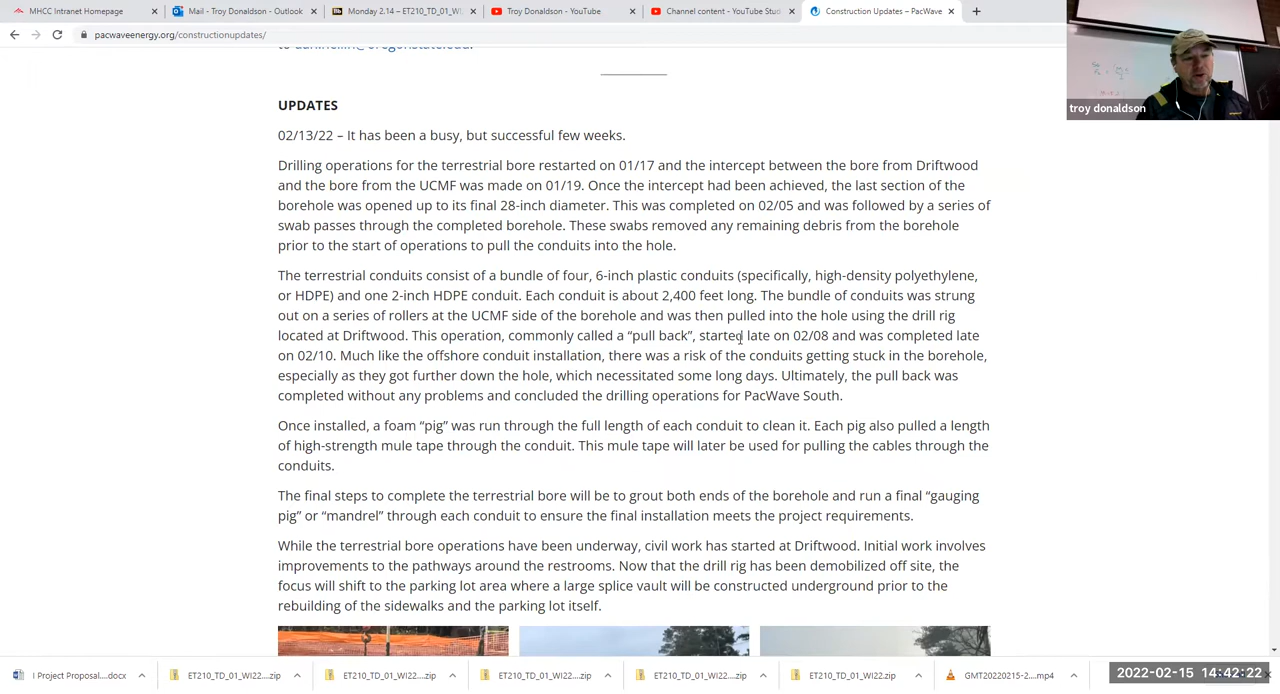 MHCC Intranet Homepage
Mail - Troy Donaldson - Outlook
Monday 2.14 – ET210_TD_01_WI
Troy Donaldson - YouTube
Channel content - YouTube Stud
Construction Updates – PacWave
pacwaveenergy.org/constructionupdates/
troy donaldson
UPDATES
02/13/22 – It has been a busy, but successful few weeks.
Drilling operations for the terrestrial bore restarted on 01/17 and the intercept between the bore from Driftwood
and the bore from the UCMF was made on 01/19. Once the intercept had been achieved, the last section of the
borehole was opened up to its final 28-inch diameter. This was completed on 02/05 and was followed by a series of
swab passes through the completed borehole. These swabs removed any remaining debris from the borehole
prior to the start of operations to pull the conduits into the hole.
The terrestrial conduits consist of a bundle of four, 6-inch plastic conduits (specifically, high-density polyethylene,
or HDPE) and one 2-inch HDPE conduit. Each conduit is about 2,400 feet long. The bundle of conduits was strung
out on a series of rollers at the UCMF side of the borehole and was then pulled into the hole using the drill rig
located at Driftwood. This operation, commonly called a “pull back”, started late on 02/08 and was completed late
on 02/10. Much like the offshore conduit installation, there was a risk of the conduits getting stuck in the borehole,
especially as they got further down the hole, which necessitated some long days. Ultimately, the pull back was
completed without any problems and concluded the drilling operations for PacWave South.
Once installed, a foam “pig” was run through the full length of each conduit to clean it. Each pig also pulled a length
of high-strength mule tape through the conduit. This mule tape will later be used for pulling the cables through the
conduits.
The final steps to complete the terrestrial bore will be to grout both ends of the borehole and run a final “gauging
pig” or “mandrel” through each conduit to ensure the final installation meets the project requirements.
While the terrestrial bore operations have been underway, civil work has started at Driftwood. Initial work involves
improvements to the pathways around the restrooms. Now that the drill rig has been demobilized off site, the
focus will shift to the parking lot area where a large splice vault will be constructed underground prior to the
rebuilding of the sidewalks and the parking lot itself.
I Project Proposal....docx
ET210_TD_01_WI22....zip
ET210_TD_01_WI22....zip
ET210_TD_01_WI22....zip
ET210_TD_01_WI22....zip
ET210_TD_01_WI22.zip
GMT20220215-2....mp4
2022-02-15 14:42:22